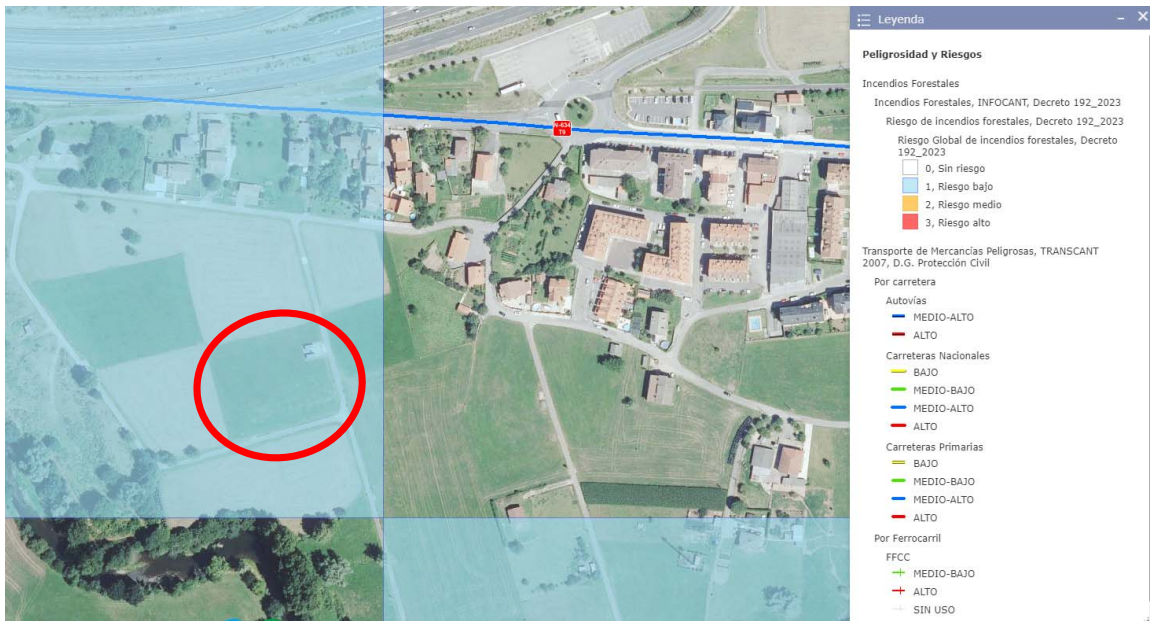 Leyenda
Peligrosidad y Riesgos
Incendios Forestales
Incendios Forestales, INFOCANT, Decreto 192_2023
Riesgo de incendios forestales, Decreto 192_2023
Riesgo Global de incendios forestales, Decreto
192_2023
0, Sin riesgo
1, Riesgo bajo
2, Riesgo medio
3, Riesgo alto
Transporte de Mercancías Peligrosas, TRANSCANT
2007, D.G. Protección Civil
Por carretera
Autovías
MEDIO-ALTO
ALTO
Carreteras Nacionales
BAJO
MEDIO-BAJO
MEDIO-ALTO
ALTO
Carreteras Primarias
BAJO
MEDIO-BAJO
MEDIO-ALTO
ALTO
Por Ferrocarril
FFCC
MEDIO-BAJO
ALTO
SIN USO
N-634
T9